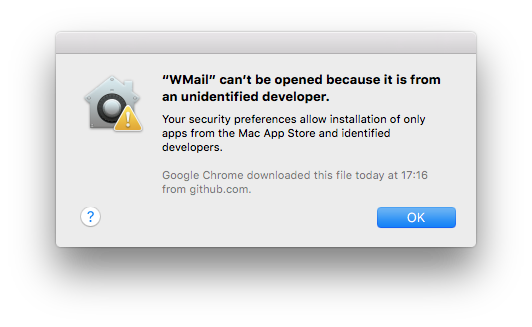 “WMail” can’t be opened because it is from
an unidentified developer.
Your security preferences allow installation of only
apps from the Mac App Store and identified
developers.
Google Chrome downloaded this file today at 17:16
from github.com.
?
OK